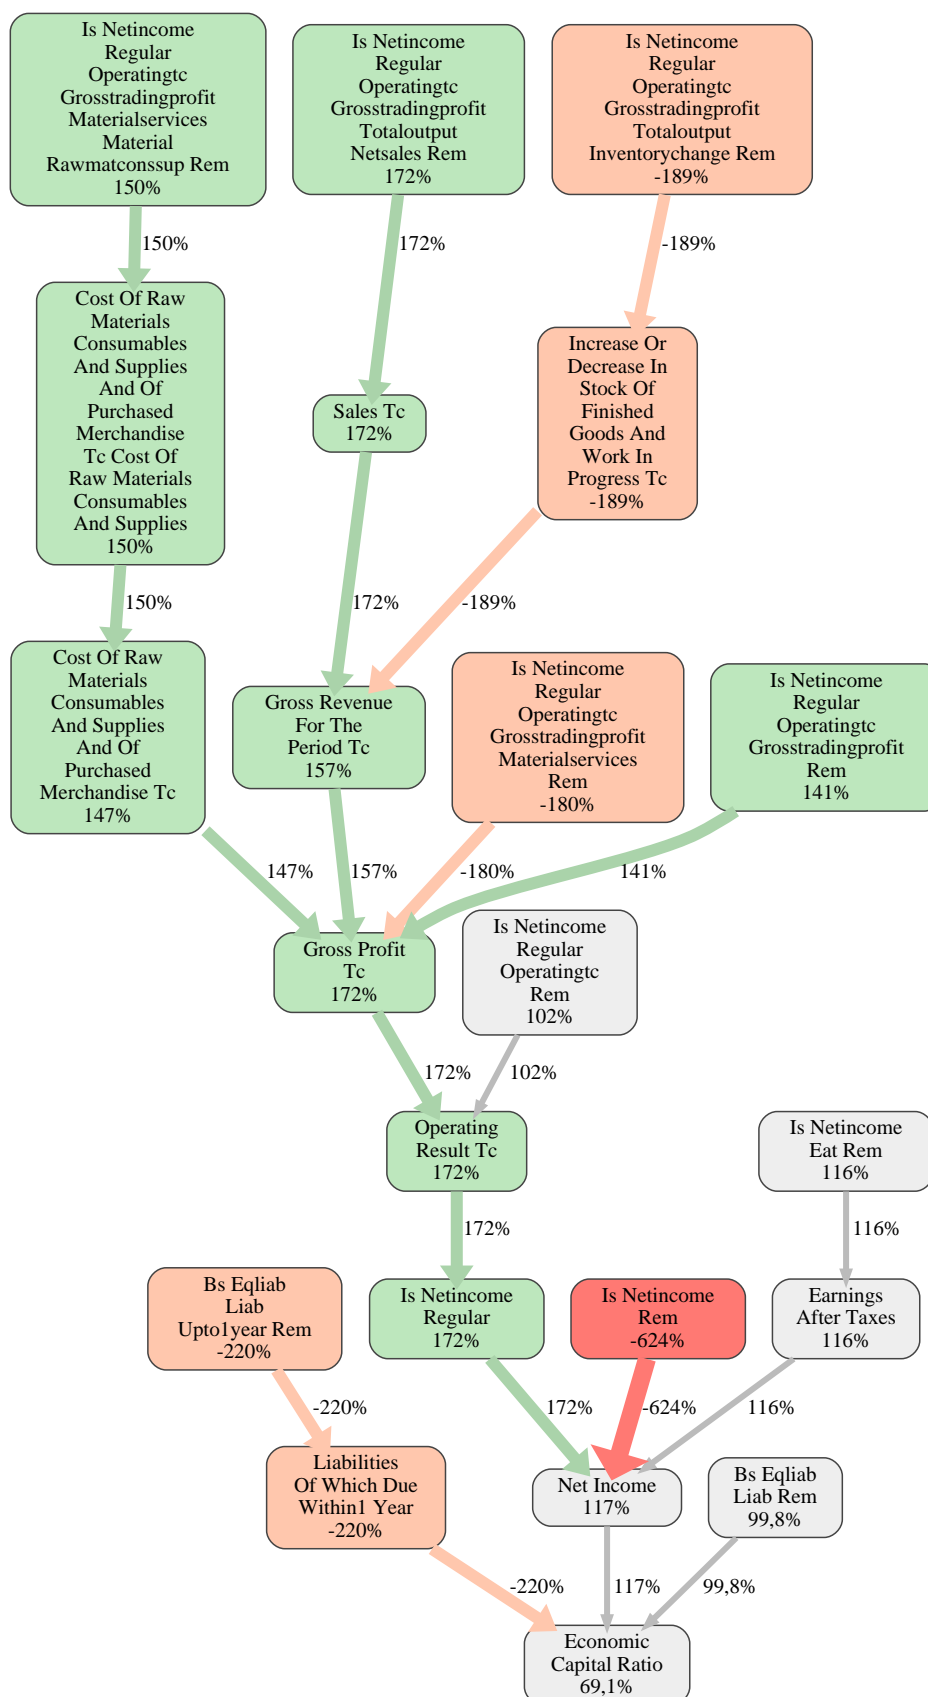 Is Netincome
Regular
Operatingtc
Grosstradingprofit
Materialservices
Material
Rawmatconssup Rem
150%
Is Netincome
Regular
Operatingtc
Grosstradingprofit
Totaloutput
Netsales Rem
172%
Is Netincome
Regular
Operatingtc
Grosstradingprofit
Totaloutput
Inventorychange Rem
-189%
150%
172%
-189%
Cost Of Raw
Materials
Consumables
And Supplies
And Of
Purchased
Merchandise
Tc Cost Of
Raw Materials
Consumables
And Supplies
150%
Sales Tc
172%
Increase Or
Decrease In
Stock Of
Finished
Goods And
Work In
Progress Tc
-189%
150%
172%
-189%
Cost Of Raw
Materials
Consumables
And Supplies
And Of
Purchased
Merchandise Tc
147%
Gross Revenue
For The
Period Tc
157%
Is Netincome
Regular
Operatingtc
Grosstradingprofit
Materialservices
Rem
-180%
Is Netincome
Regular
Operatingtc
Grosstradingprofit
Rem
141%
147%
157%
-180%
141%
Gross Profit
Tc
172%
Is Netincome
Regular
Operatingtc
Rem
102%
172%
102%
Operating
Result Tc
172%
Is Netincome
Eat Rem
116%
172%
116%
Bs Eqliab
Liab
Upto1year Rem
-220%
Is Netincome
Regular
172%
Is Netincome
Rem
-624%
Earnings
After Taxes
116%
-220%
172%
-624%
116%
Liabilities
Of Which Due
Within1 Year
-220%
Net Income
117%
Bs Eqliab
Liab Rem
99,8%
-220%
117%
99,8%
Economic
Capital Ratio
69,1%